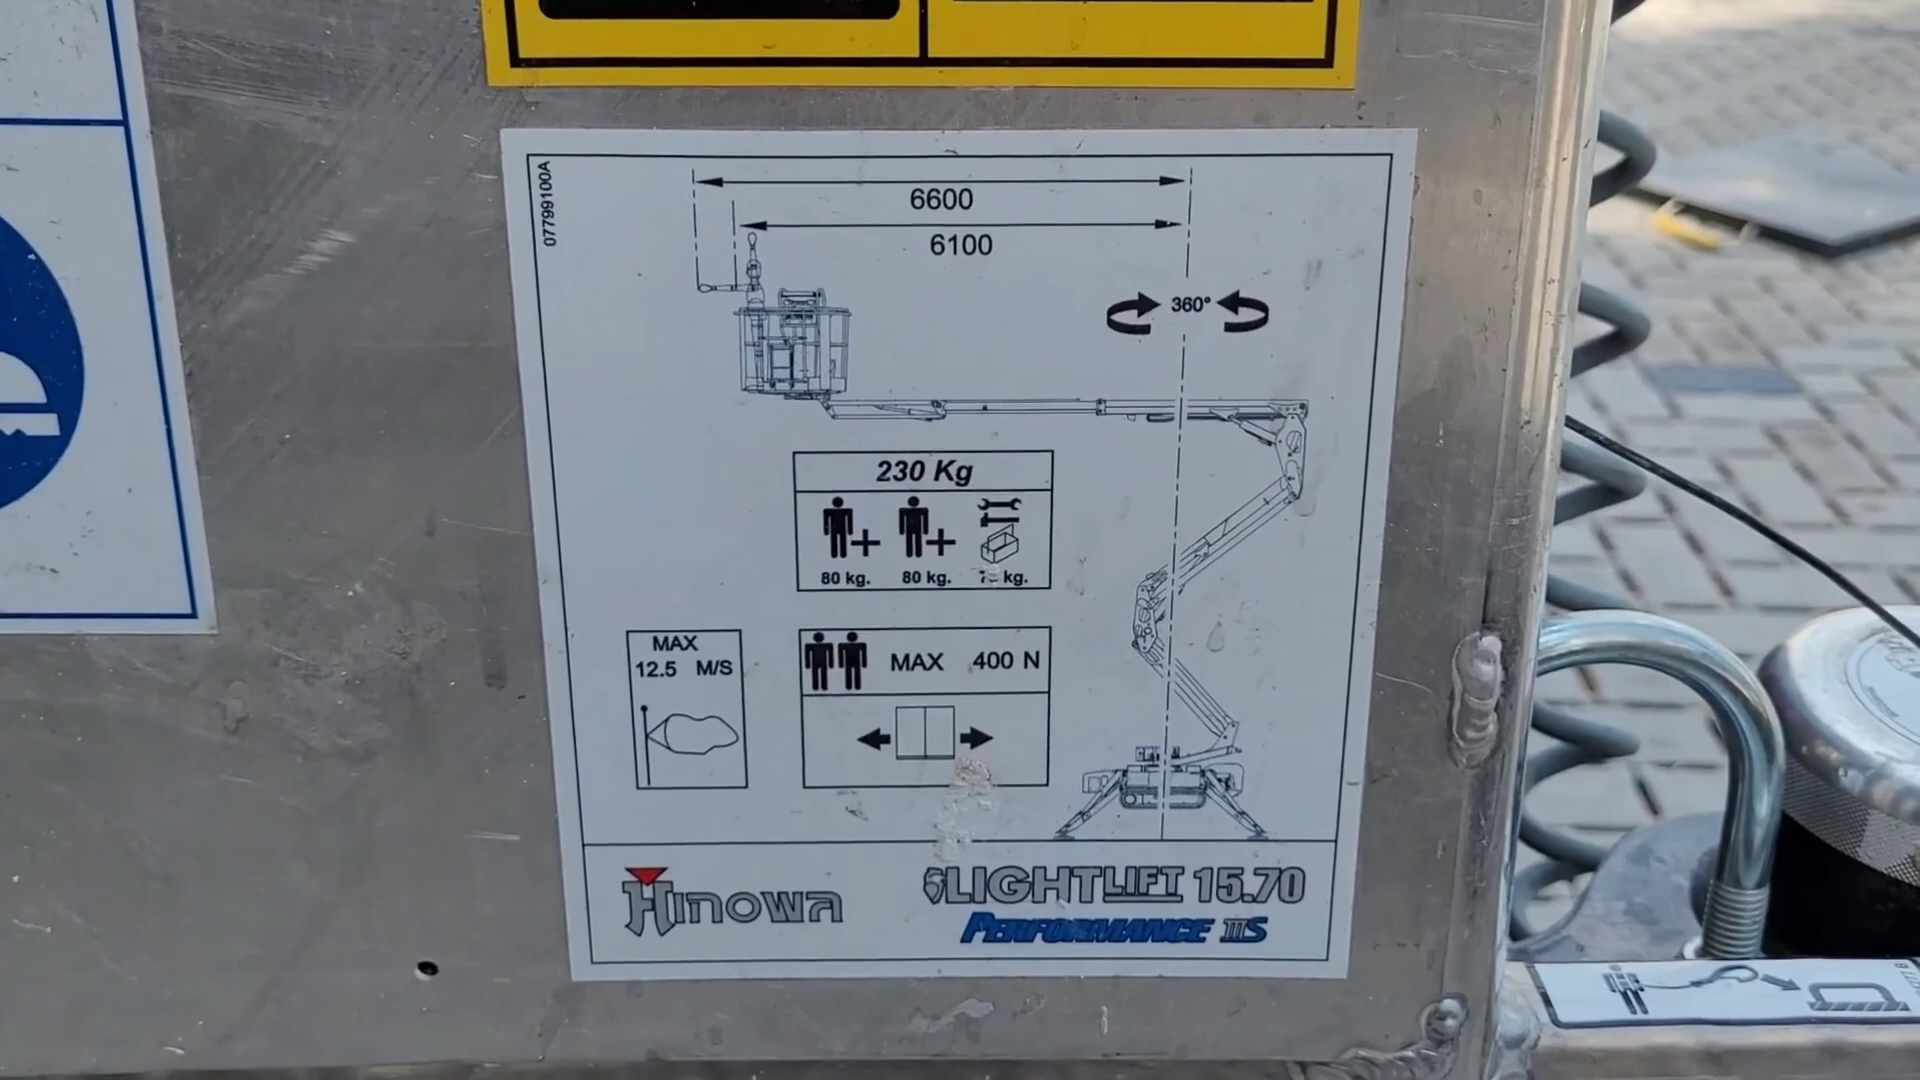 07799100A
6600
6100
360°
230 Kg
80 kg. 80 kg. kg.
MAX
12.5 M/S
MAX 400 N
HINOWA
LIGHTLIFT 15.70
PERFORMANCE IIIS